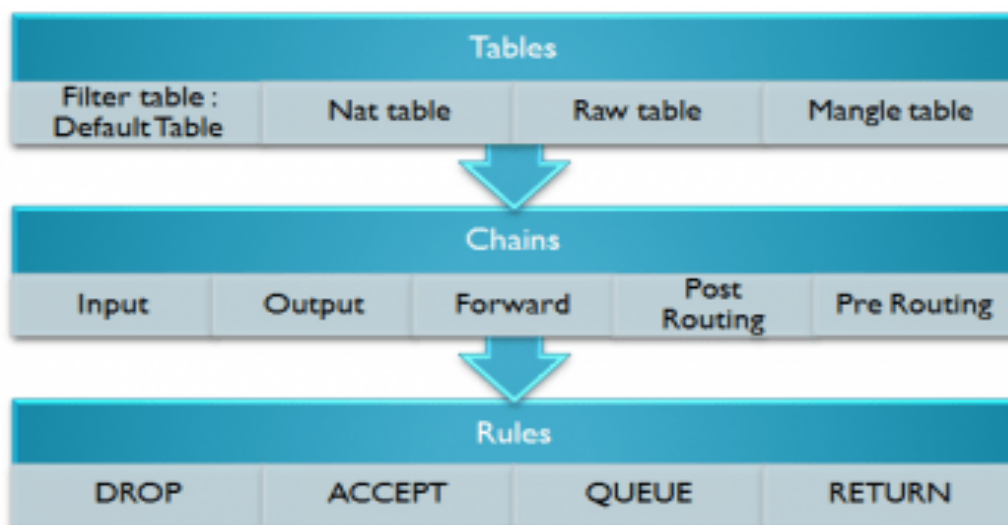 Tables
Filter table :
Default Table
Nat table
Raw table
Mangle table
Chains
Input
Output
Forward
Post
Routing
Pre Routing
Rules
DROP
ACCEPT
QUEUE
RETURN